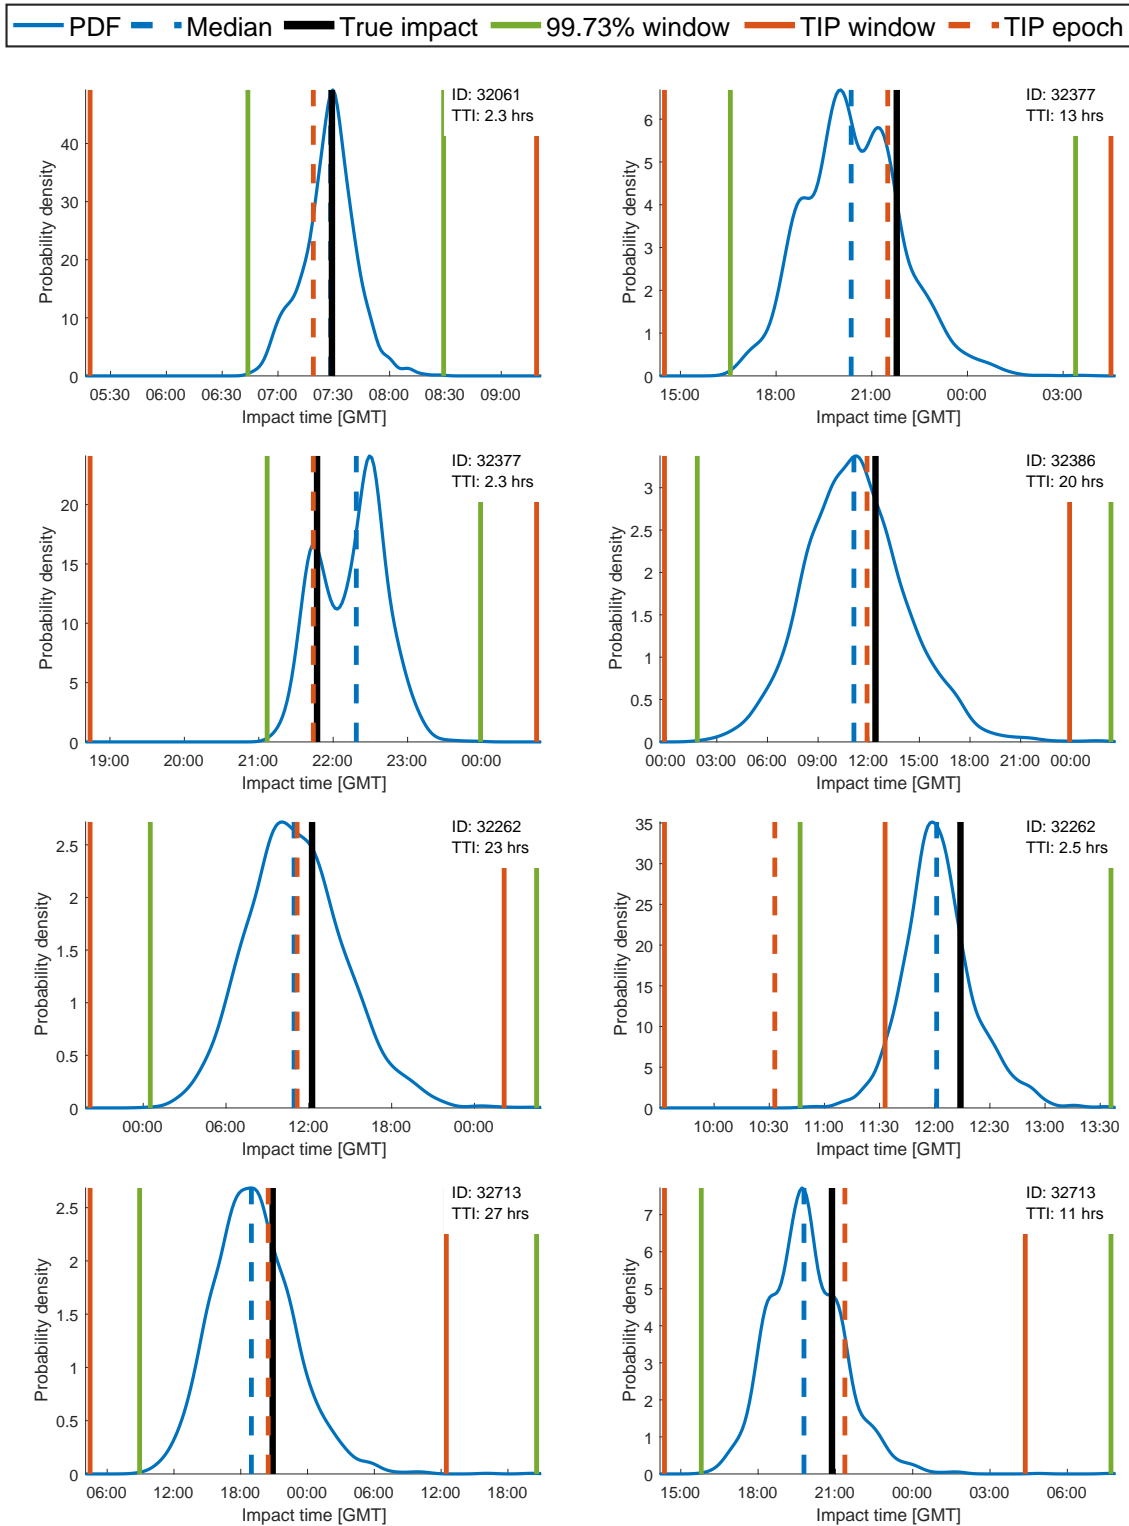 PDF Median True impact 99.73% window TIP window TIP epoch
ID: 32061
TTI: 2.3 hrs
Probability density
40
30
20
10
0
05:30 06:00 06:30 07:00 07:30 08:00 08:30 09:00
Impact time [GMT]
ID: 32377
TTI: 13 hrs
Probability density
6
5
4
3
2
1
0
15:00 18:00 21:00 00:00 03:00
Impact time [GMT]
ID: 32377
TTI: 2.3 hrs
Probability density
20
15
10
5
0
19:00 20:00 21:00 22:00 23:00 00:00
Impact time [GMT]
ID: 32386
TTI: 20 hrs
Probability density
3
2.5
2
1.5
1
0.5
0
00:00 03:00 06:00 09:00 12:00 15:00 18:00 21:00 00:00
Impact time [GMT]
ID: 32262
TTI: 23 hrs
Probability density
2.5
2
1.5
1
0.5
0
00:00 06:00 12:00 18:00 00:00
Impact time [GMT]
ID: 32262
TTI: 2.5 hrs
Probability density
35
30
25
20
15
10
5
0
10:00 10:30 11:00 11:30 12:00 12:30 13:00 13:30
Impact time [GMT]
ID: 32713
TTI: 27 hrs
Probability density
2.5
2
1.5
1
0.5
0
06:00 12:00 18:00 00:00 06:00 12:00 18:00
Impact time [GMT]
ID: 32713
TTI: 11 hrs
Probability density
7
6
5
4
3
2
1
0
15:00 18:00 21:00 00:00 03:00 06:00
Impact time [GMT]